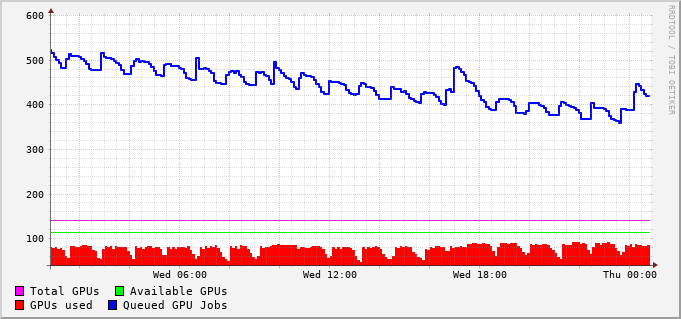 600
500
400
300
200
100
Wed 06:00 Wed 12:00 Wed 18:00 Thu 00:00
Total GPUs Available GPUs
GPUs used Queued GPU Jobs
RRDTOOL / TOBI OETIKER